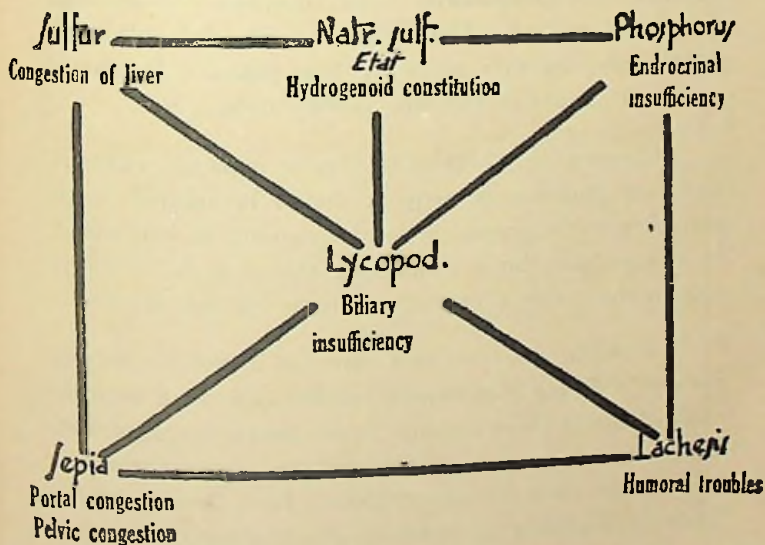 Sulfur
Congestion of liver
Natr. sulf.
Etat
Hydrogenoid constitution
Phosphorus
Endrocrinal
insufficiency
Lycopod.
Biliary
insufficiency
Sepia
Portal congestion
Pelvic congestion
Lachesis
Humoral troubles